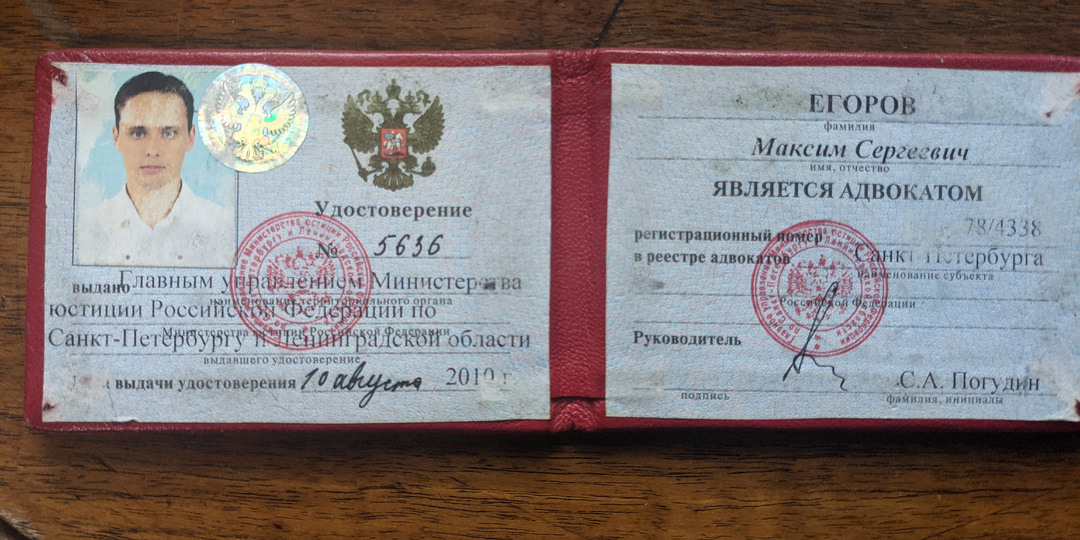 Удостоверение
№ 5636
выдано Главным управлением Министерства
наименование территориального органа
юстиции Российской Федерации по
Министерства юстиции Российской Федерации
Санкт-Петербургу и Ленинградской области
выдавшего удостоверение
выдачи удостоверения 10 августа 2010 г
ЕГОРОВ
фамилия
Максим Сергеевич
имя, отчество
ЯВЛЯЕТСЯ АДВОКАТОМ
регистрационный номер 78/4338
в реестре адвокатов Санкт Петербурга
наименование субъекта
Российской Федерации
Руководитель
С.А. Погудин
подпись
фамилия, инициалы